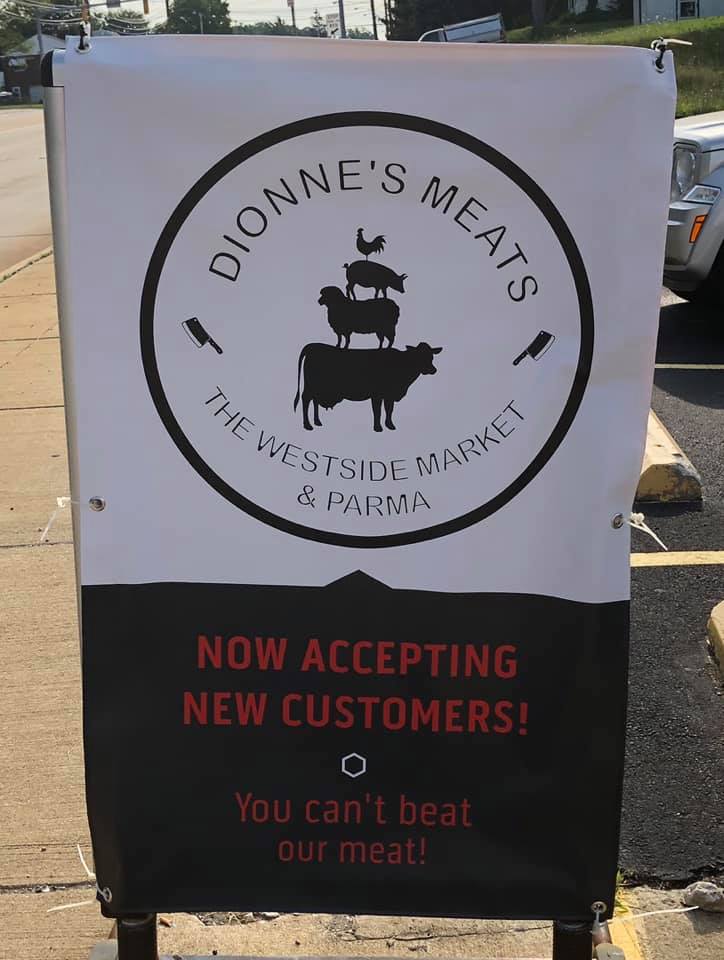 DIONNE'S MEATS
THE WESTSIDE MARKET
& PARMA
NOW ACCEPTING
NEW CUSTOMERS!
You can't beat
our meat!